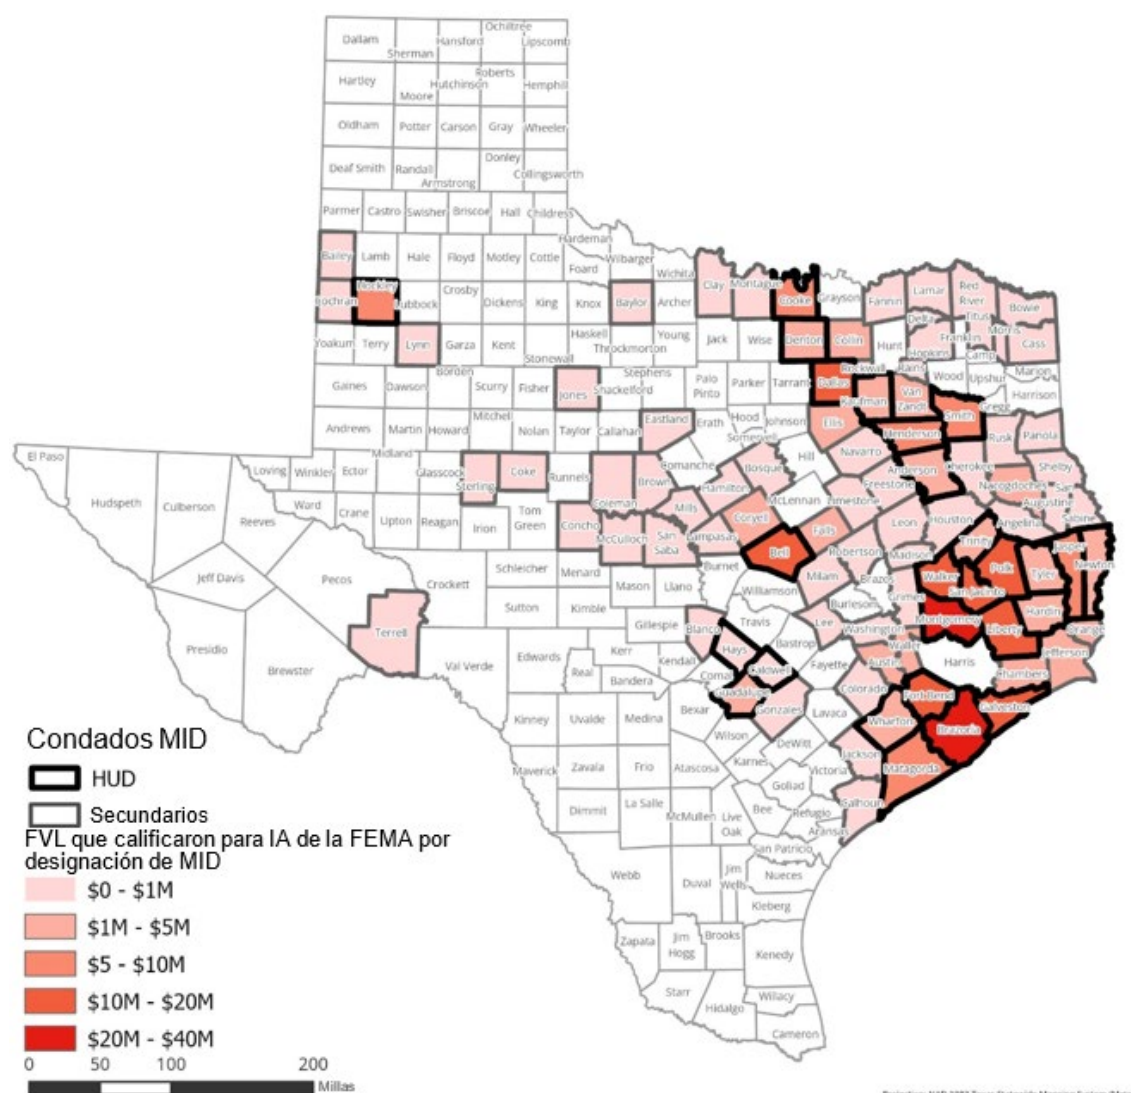 Dallam Sherman Hansford Ochiltree Lipscomb
Hartley Moore Hutchinson Roberts Hemphill
Oldham Potter Carson Gray Wheeler
Deaf Smith Randall Armstrong Donley Collingsworth
Parmer Castro Swisher Briscoe Hall Childress
Hardeman
Bailey Lamb Hale Floyd Motley Cottle Foard Wilbarger Wichita Clay Montague Cooke Grayson Fannin Lamar Red River Bowie
Cochran Hockley Lubbock Crosby Dickens King Knox Baylor Archer Delta Titus Morris Cass
Yoakum Terry Lynn Garza Kent Stonewall Haskell Throckmorton Young Jack Wise Denton Collin Hunt Hopkins Franklin Camp Marion
Gaines Dawson Borden Scurry Fisher Jones Shackelford Stephens Palo Pinto Parker Tarrant Dallas Rockwall Rains Wood Upshur Harrison
Kaufman Van Zandt Smith Gregg
Andrews Martin Howard Mitchell Nolan Taylor Callahan Eastland Erath Hood Somervell Johnson Ellis Henderson Rusk Panola
El Paso Hudspeth Culberson Loving Winkler Ector Midland Glasscock Sterling Coke Runnels Coleman Brown Comanche Hamilton Bosque Hill Navarro Freestone Anderson Cherokee Nacogdoches Shelby San Augustine Sabine
Reeves Ward Crane Upton Reagan Irion Tom Green Concho McCulloch San Saba Mills Lampasas Coryell McLennan Limestone Falls Leon Houston Angelina
Jeff Davis Pecos Crockett Schleicher Menard Mason Llano Burnet Bell Milam Robertson Madison Trinity Polk Tyler Jasper Newton
Presidio Brewster Terrell Val Verde Sutton Kimble Gillespie Blanco Williamson Travis Burleson Brazos Grimes Walker San Jacinto Hardin Orange
Edwards Real Kerr Bandera Kendall Comal Hays Caldwell Bastrop Lee Washington Waller Montgomery Liberty Jefferson Chambers
Kinney Uvalde Medina Bexar Guadalupe Gonzales Fayette Colorado Austin Harris Fort Bend Galveston Brazoria
Wilson Karnes DeWitt Lavaca Wharton Jackson Matagorda
Maverick Zavala Frio Atascosa Goliad Victoria Calhoun
Dimmit La Salle McMullen Live Oak Bee Refugio Aransas San Patricio
Webb Duval Jim Wells Nueces Kleberg
Zapata Jim Hogg Brooks Kenedy
Starr Hidalgo Willacy Cameron
Condados MID
HUD
Secundarios
FVL que calificaron para IA de la FEMA por
designación de MID
$0 - $1M
$1M - $5M
$5 - $10M
$10M - $20M
$20M - $40M
0 50 100 200
Millas